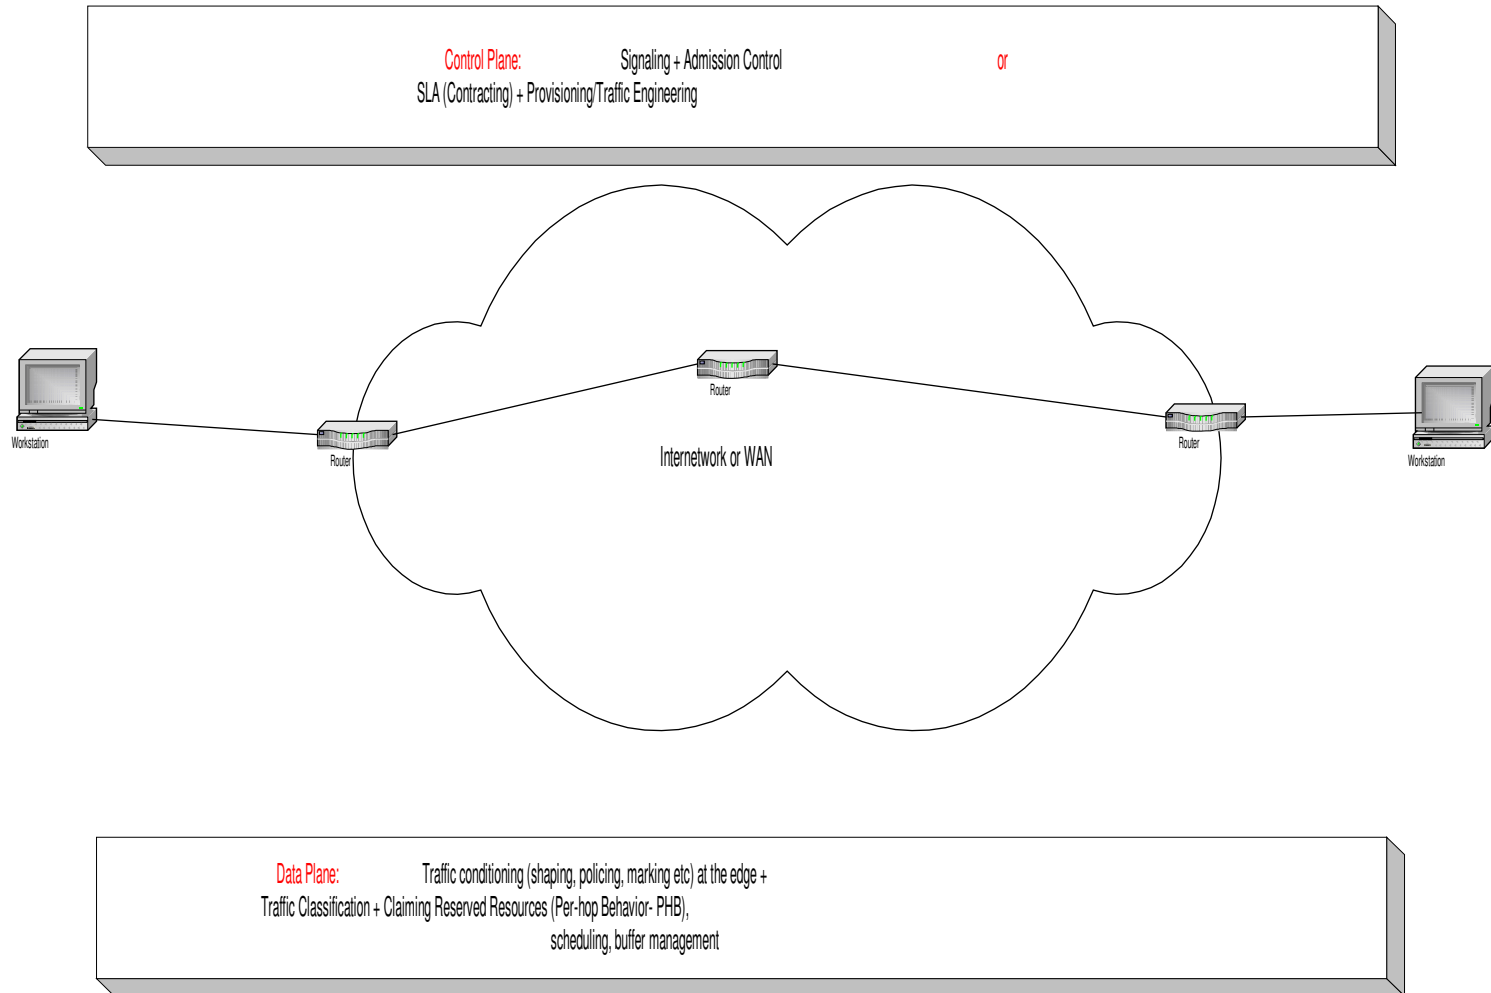 Control Plane: Signaling + Admission Control or
SLA (Contracting) + Provisioning/Traffic Engineering
Router
Workstation
Router
Router
Internetwork or WAN
Workstation
Data Plane: Traffic conditioning (shaping, policing, marking etc) at the edge +
Traffic Classification + Claiming Reserved Resources (Per-hop Behavior- PHB),
scheduling, buffer management